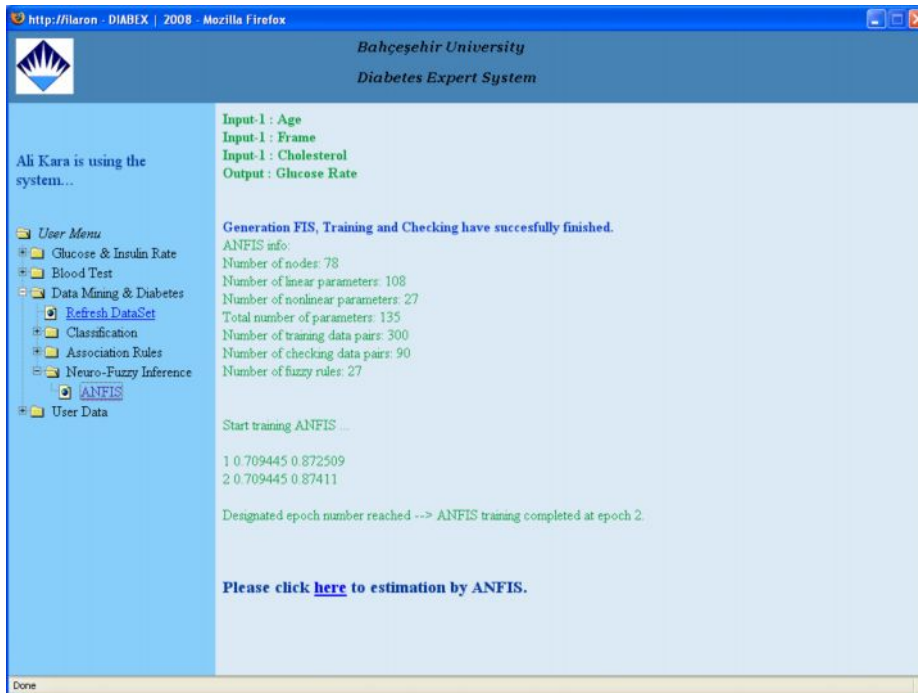 http://ilaron - DIABEX | 2008 - Mozilla Firefox
Bahçeşehir University
Diabetes Expert System
Ali Kara is using the
system...
User Menu
Glucose & Insulin Rate
Blood Test
Data Mining & Diabetes
Refresh DataSet
Classification
Association Rules
Neuro-Fuzzy Inference
ANFIS
User Data
Input-1 : Age
Input-1 : Frame
Input-1 : Cholesterol
Output : Glucose Rate
Generation FIS, Training and Checking have succesfully finished.
ANFIS info:
Number of nodes: 78
Number of linear parameters: 108
Number of nonlinear parameters: 27
Total number of parameters: 135
Number of training data pairs: 300
Number of checking data pairs: 90
Number of fuzzy rules: 27
Start training ANFIS ...
1 0.709445 0.872509
2 0.709445 0.87411
Designated epoch number reached --> ANFIS training completed at epoch 2.
Please click here to estimation by ANFIS.
Done